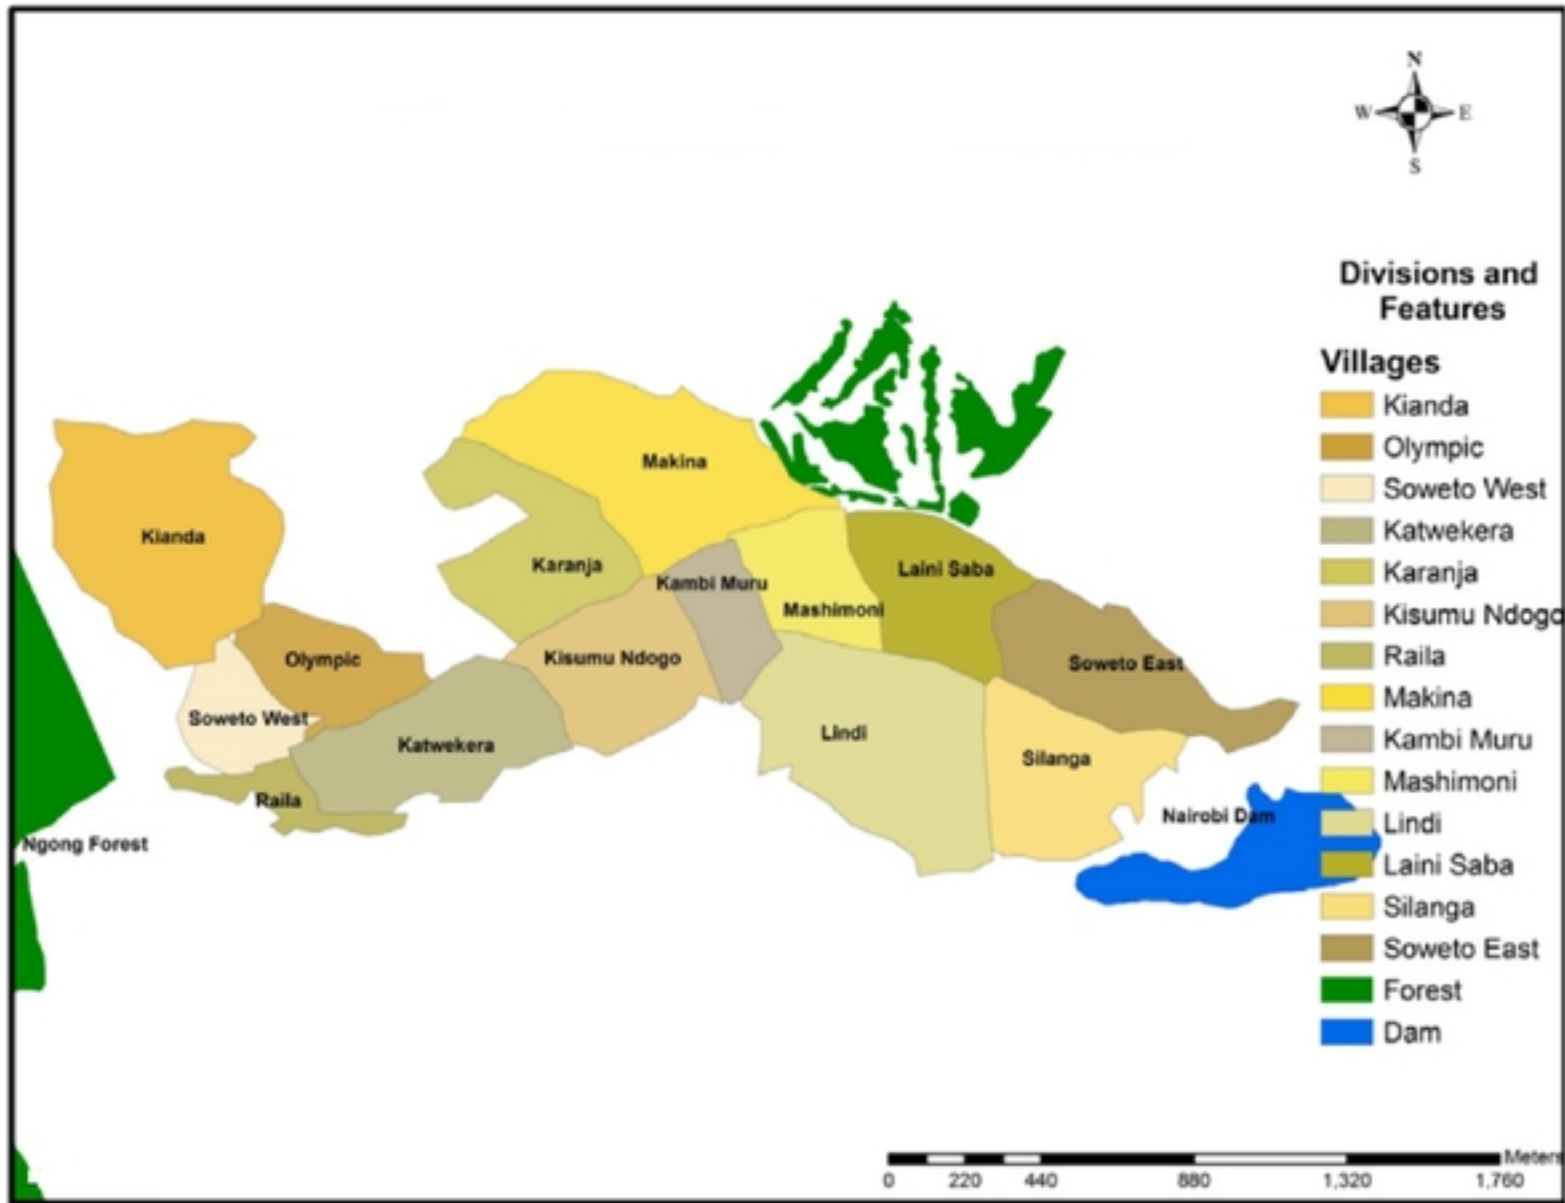 N
W E
S
Divisions and
Features
Villages
Kianda
Olympic
Soweto West
Katwekera
Karanja
Kisumu Ndogo
Raila
Makina
Kambi Muru
Mashimoni
Lindi
Laini Saba
Silanga
Soweto East
Forest
Dam
Makina
Kianda
Karanja
Kambi Muru
Laini Saba
Mashimoni
Olympic
Kisumu Ndogo
Soweto East
Soweto West
Katwekera
Lindi
Silanga
Raila
Nairobi Dam
Ngong Forest
Meters
0 220 440 880 1,320 1,760